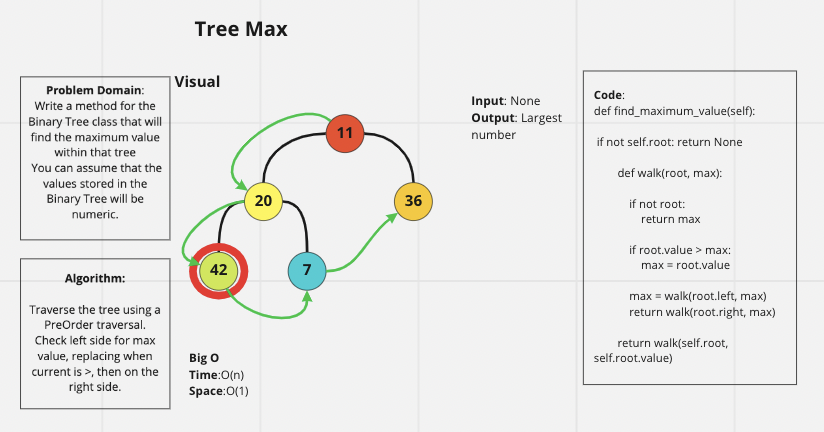 Tree Max
Problem Domain:
Write a method for the
Binary Tree class that will
find the maximum value
within that tree
You can assume that the
values stored in the
Binary Tree will be
numeric.
Algorithm:
Traverse the tree using a
PreOrder traversal.
Check left side for max
value, replacing when
current is >, then on the
right side.
Visual
11
20
36
42
7
Big O
Time:O(n)
Space:O(1)
Input: None
Output: Largest
number
Code:
def find_maximum_value(self):
if not self.root: return None
def walk(root, max):
if not root:
return max
if root.value > max:
max = root.value
max = walk(root.left, max)
return walk(root.right, max)
return walk(self.root,
self.root.value)